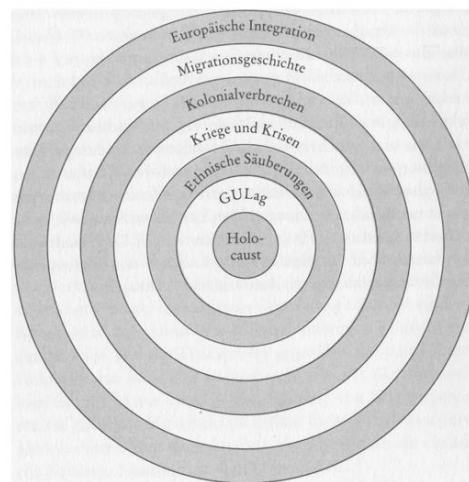 Europäische Integration
Migrationsgeschichte
Kolonialverbrechen
Kriege und Krisen
Ethnische Säuberungen
GULag
Holo-
caust